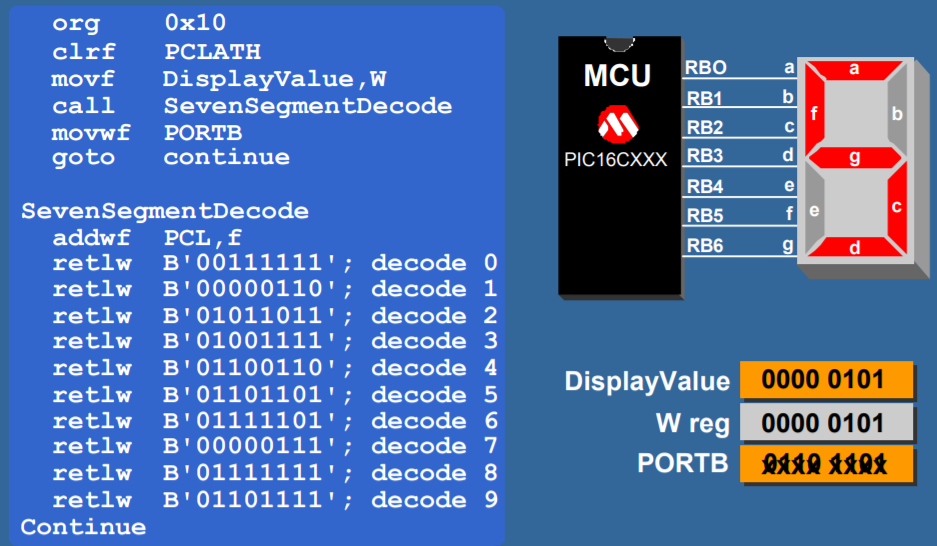 org 0x10
clrf PCLATH
movf DisplayValue,W
call SevenSegmentDecode
movwf PORTB
goto continue
SevenSegmentDecode
addwf PCL,f
retlw B'00111111'; decode 0
retlw B'00000110'; decode 1
retlw B'01011011'; decode 2
retlw B'01001111'; decode 3
retlw B'01100110'; decode 4
retlw B'01101101'; decode 5
retlw B'01111101'; decode 6
retlw B'00000111'; decode 7
retlw B'01111111'; decode 8
retlw B'01101111'; decode 9
Continue
MCU
PIC16CXXX
RBO a
RB1 b
RB2 c
RB3 d
RB4 e
RB5 f
RB6 g
a
f b
g
e c
d
DisplayValue 0000 0101
W reg 0000 0101
PORTB